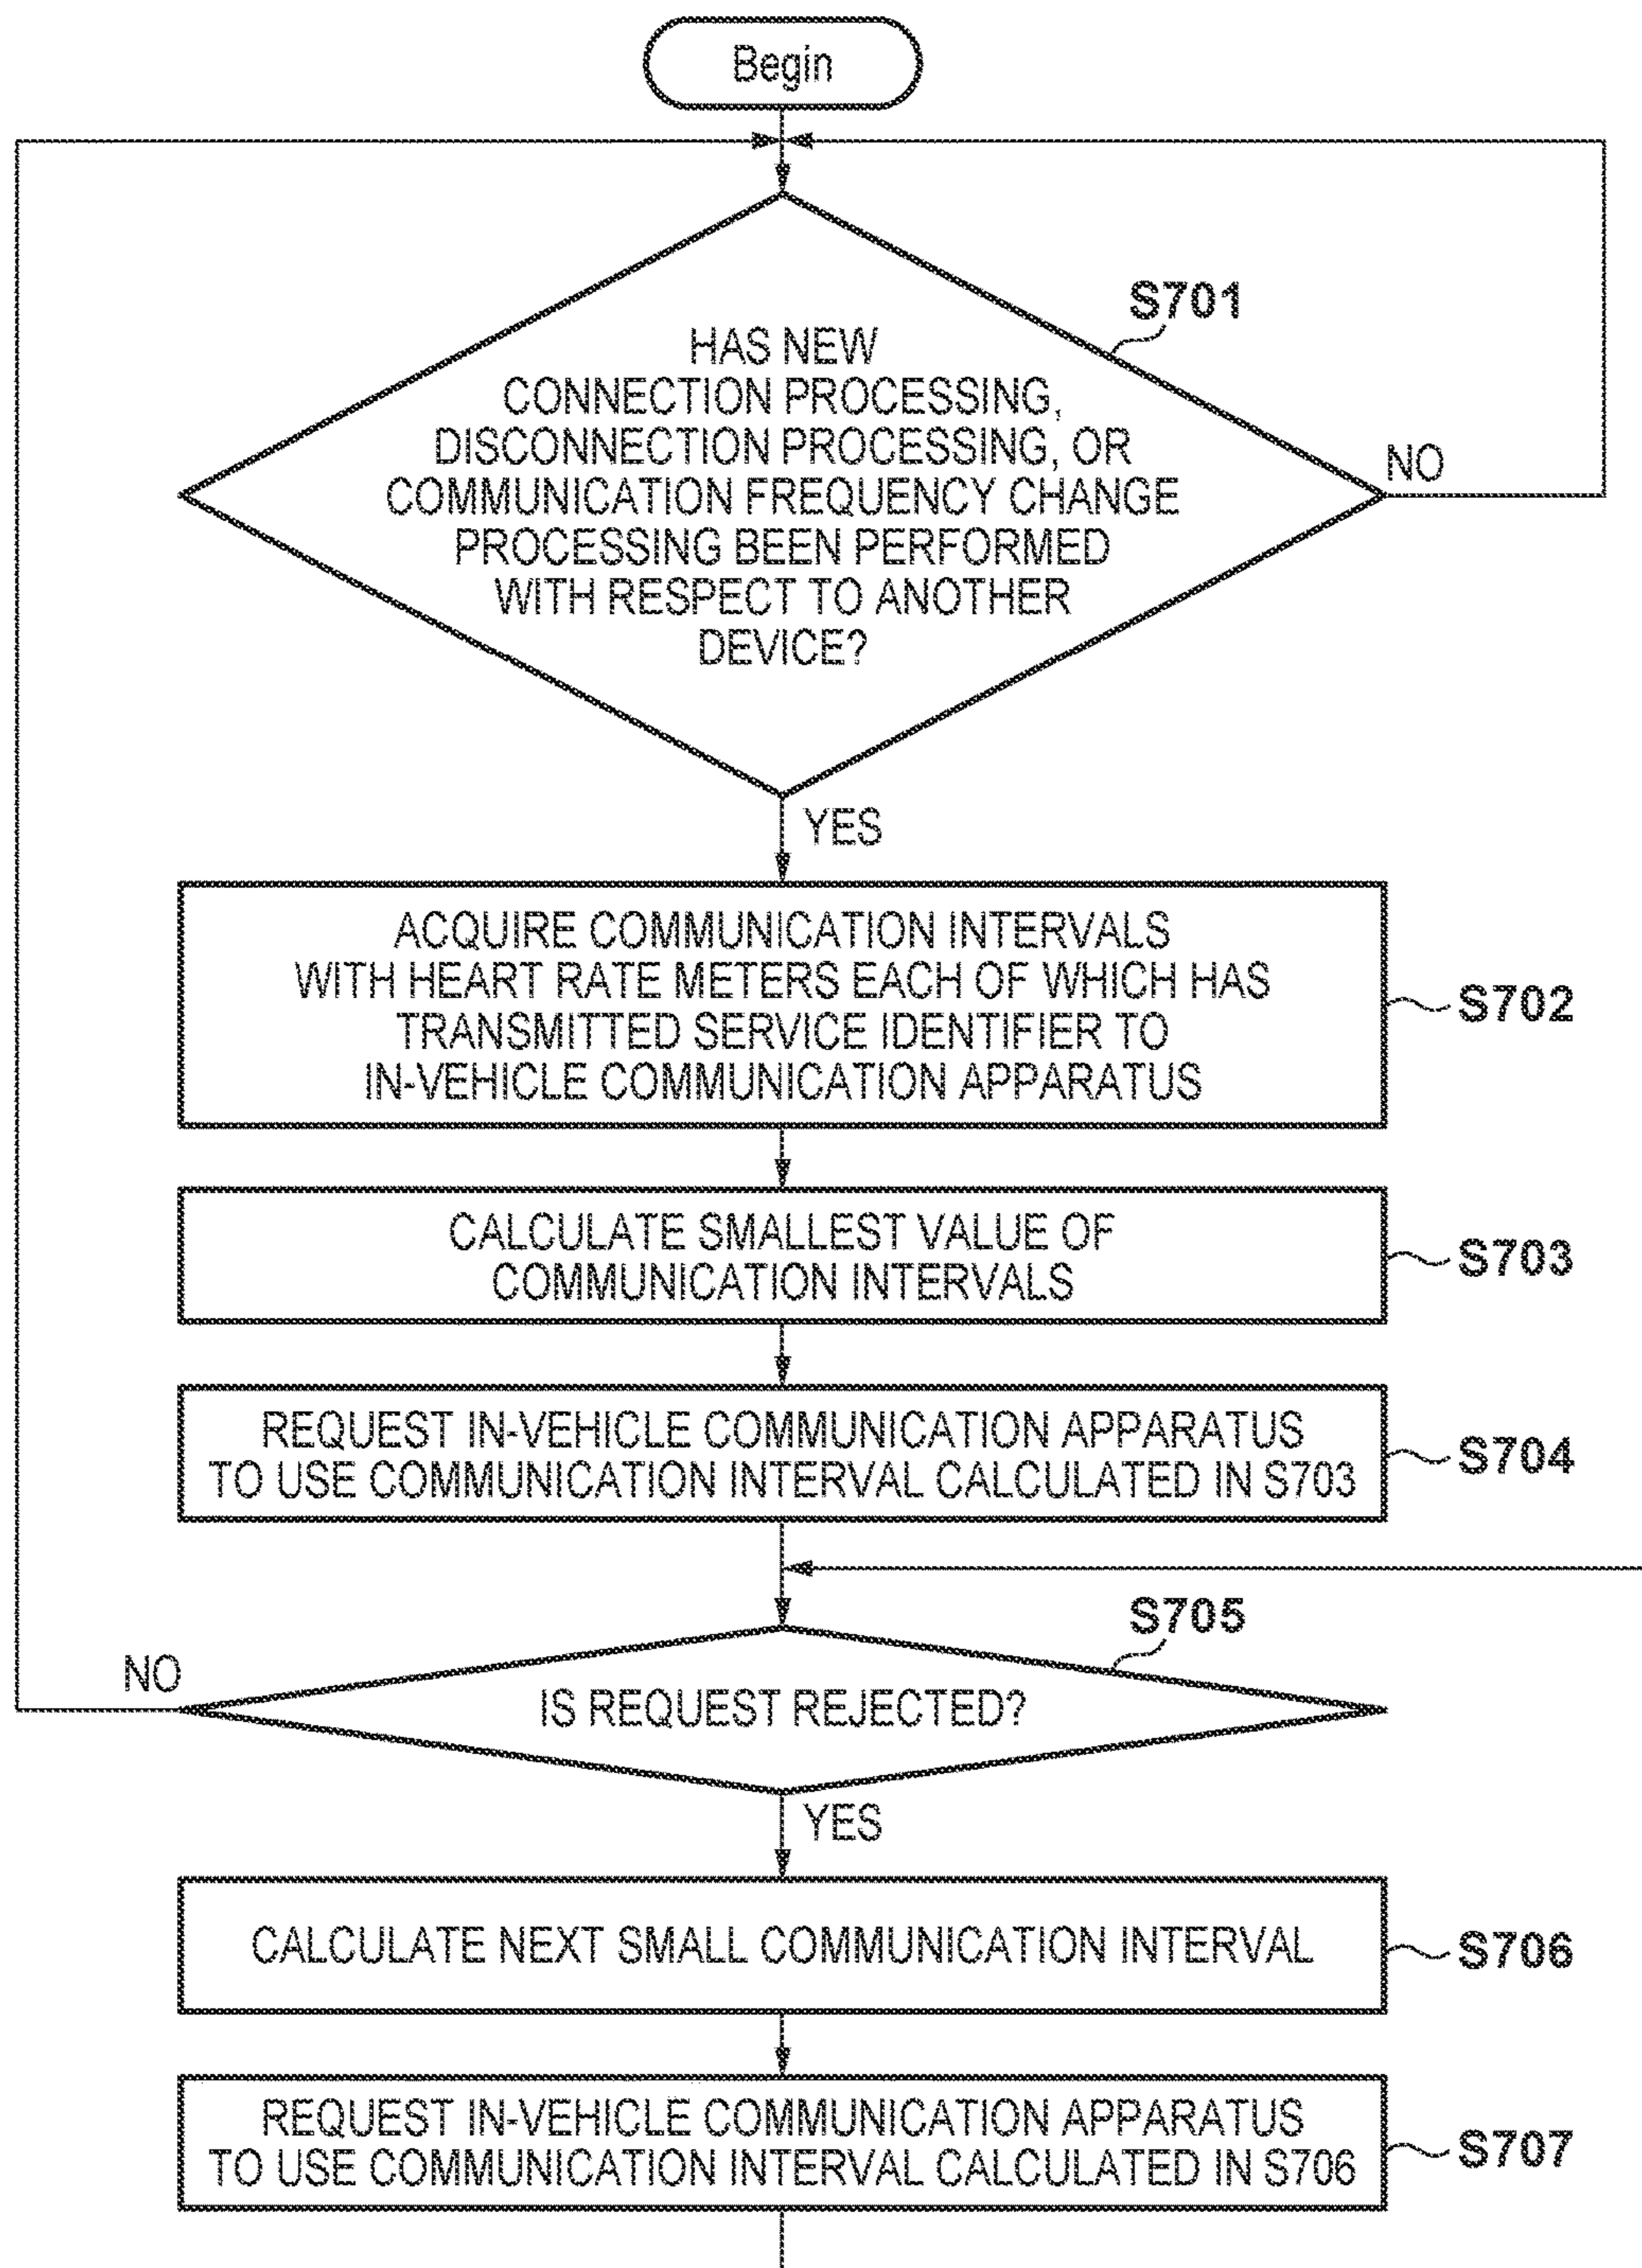 Begin
S701
HAS NEW
CONNECTION PROCESSING,
DISCONNECTION PROCESSING, OR
COMMUNICATION FREQUENCY CHANGE
PROCESSING BEEN PERFORMED
WITH RESPECT TO ANOTHER
DEVICE?
NO
YES
ACQUIRE COMMUNICATION INTERVALS
WITH HEART RATE METERS EACH OF WHICH HAS
TRANSMITTED SERVICE IDENTIFIER TO
IN-VEHICLE COMMUNICATION APPARATUS
S702
CALCULATE SMALLEST VALUE OF
COMMUNICATION INTERVALS
S703
REQUEST IN-VEHICLE COMMUNICATION APPARATUS
TO USE COMMUNICATION INTERVAL CALCULATED IN S703
S704
S705
NO
IS REQUEST REJECTED?
YES
CALCULATE NEXT SMALL COMMUNICATION INTERVAL
S706
REQUEST IN-VEHICLE COMMUNICATION APPARATUS
TO USE COMMUNICATION INTERVAL CALCULATED IN S706
S707